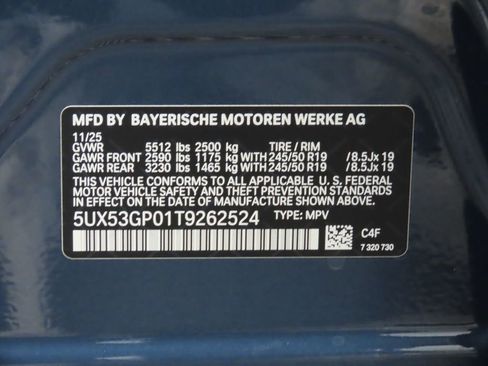 MFD BY BAYERISCHE MOTOREN WERKE AG
11/25
GVWR 5512 lbs 2500 kg TIRE / RIM
GAWR FRONT 2590 lbs 1175 kg WITH 245/50 R19 / 8.5Jx 19
GAWR REAR 3230 lbs 1465 kg WITH 245/50 R19 / 8.5Jx 19
THIS VEHICLE CONFORMS TO ALL APPLICABLE U. S. FEDERAL
MOTOR VEHICLE SAFETY AND THEFT PREVENTION STANDARDS
IN EFFECT ON THE DATE OF MANUFACTURE SHOWN ABOVE.
5UX53GP01T9262524 TYPE: MPV
C4F
7 320 730